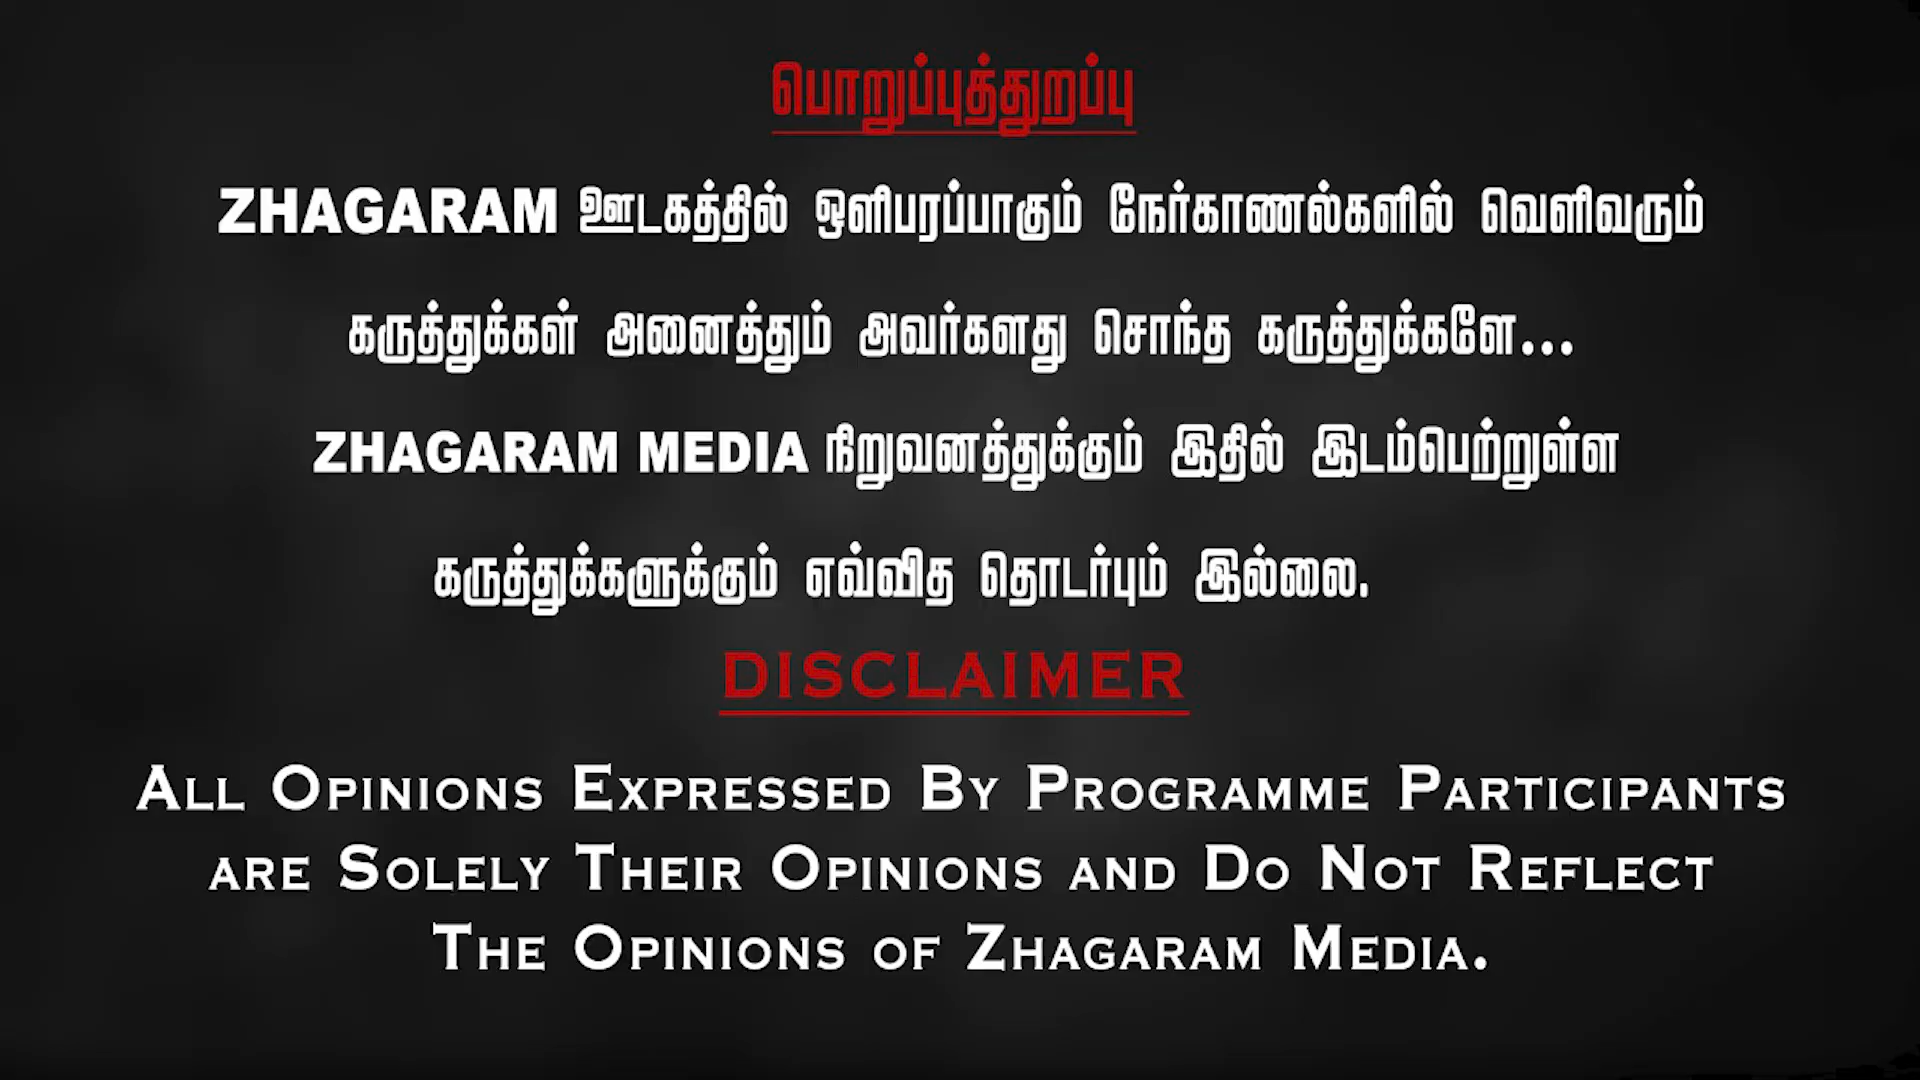 பொறுப்புத்துறப்பு
ZHAGARAM ஊடகத்தில் ஒளிபரப்பாகும் நேர்காணல்களில் வெளிவரும்
கருத்துக்கள் அனைத்தும் அவர்களது சொந்த கருத்துக்களே...
ZHAGARAM MEDIA நிறுவனத்துக்கும் இதில் இடம்பெற்றுள்ள
கருத்துக்களுக்கும் எவ்வித தொடர்பும் இல்லை.
DISCLAIMER
ALL OPINIONS EXPRESSED BY PROGRAMME PARTICIPANTS
ARE SOLELY THEIR OPINIONS AND DO NOT REFLECT
THE OPINIONS OF ZHAGARAM MEDIA.